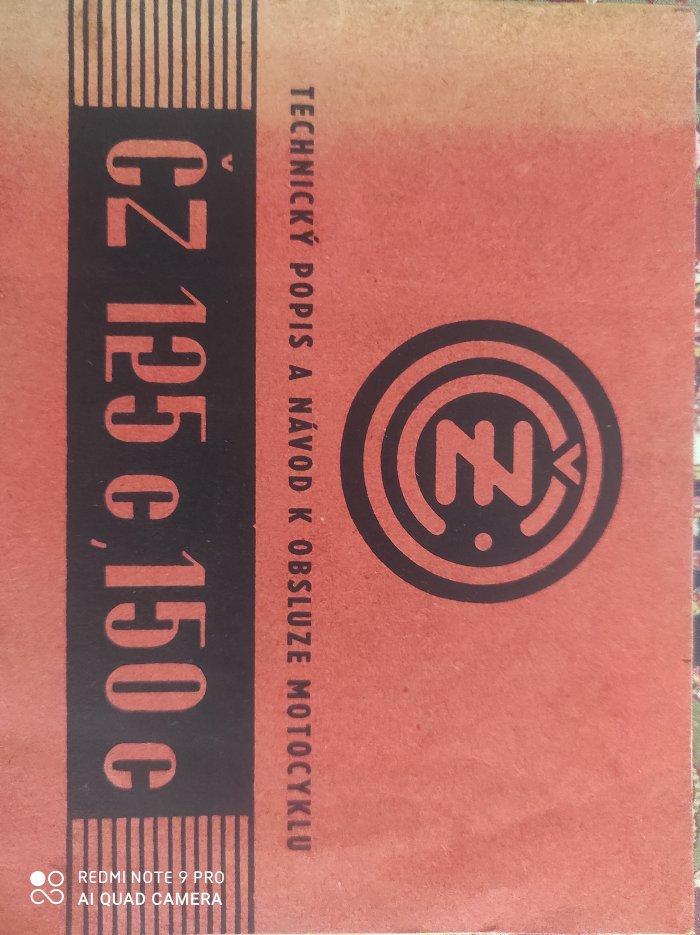 ČZ
TECHNICKÝ POPIS A NÁVOD K OBSLUZE MOTOCYKLU
ČZ 125 c, 150 c
REDMI NOTE 9 PRO
AI QUAD CAMERA